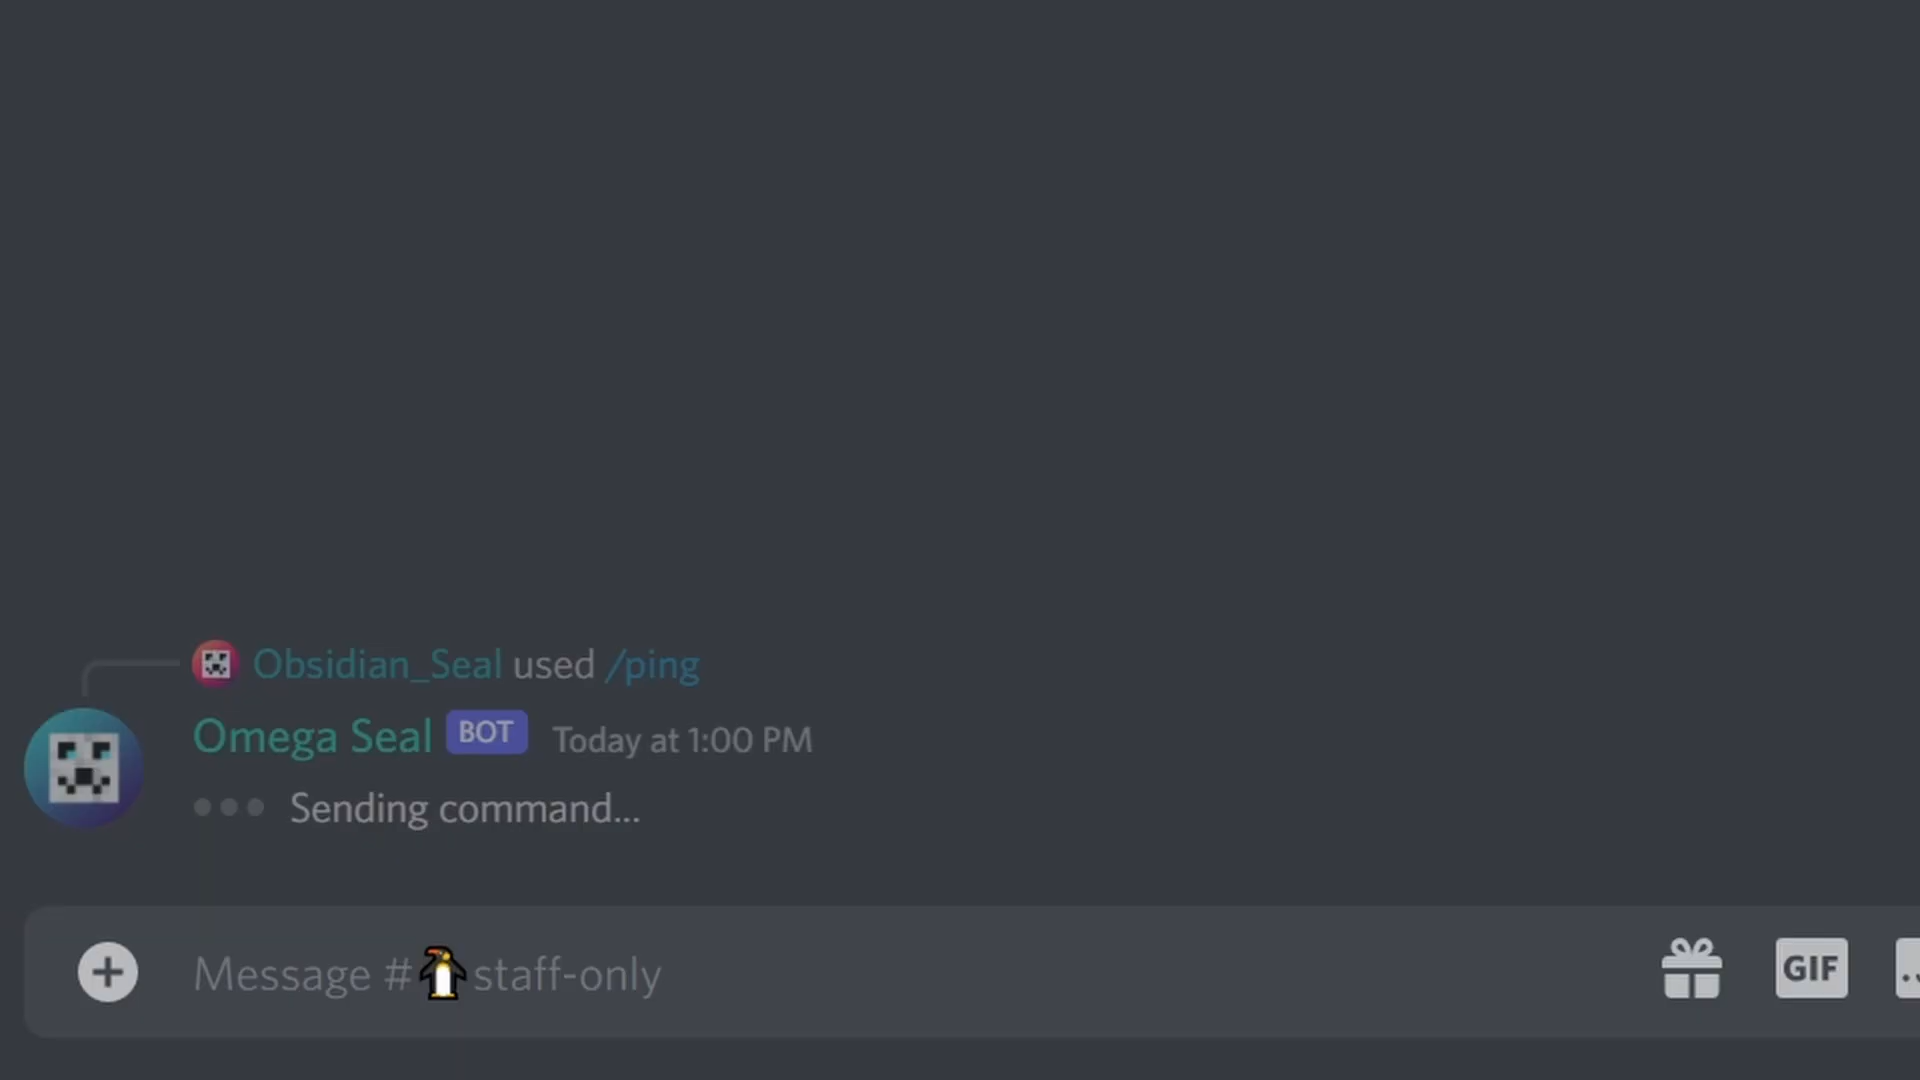 Obsidian_Seal used /ping
Omega Seal BOT Today at 1:00 PM
Sending command...
Message #🐧staff-only
GIF